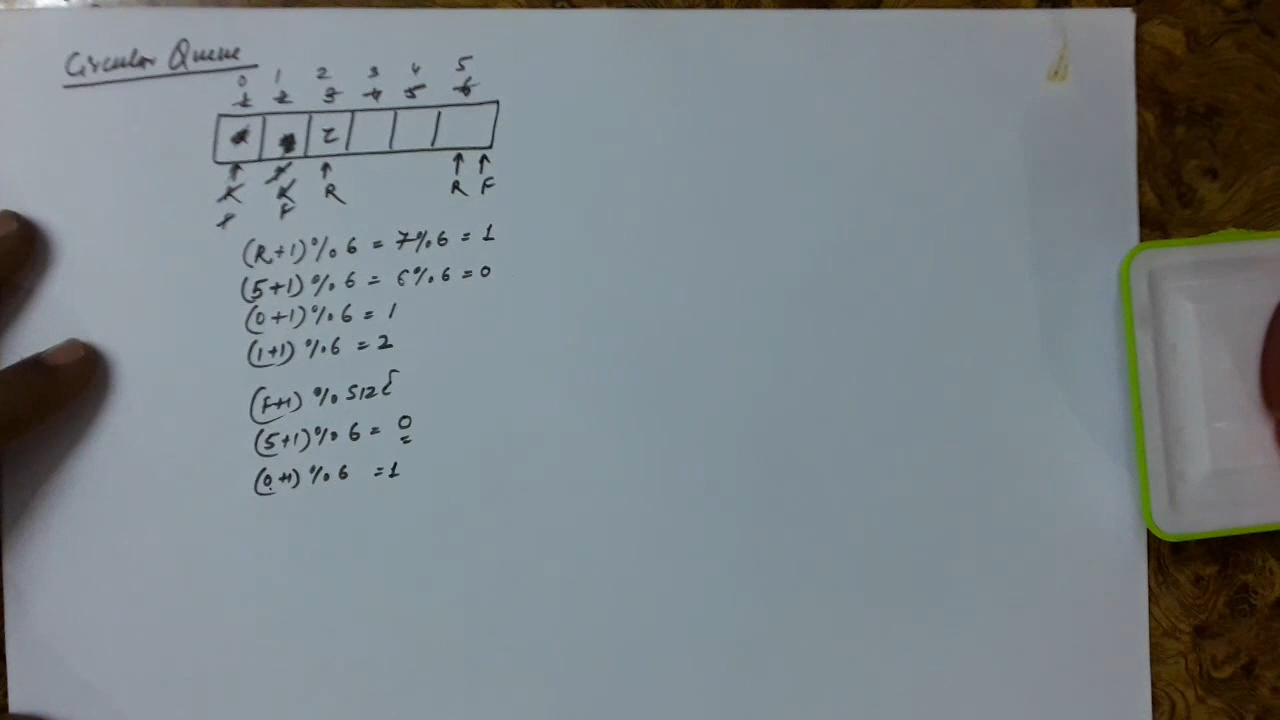 Circular Queue
0 1 2 3 4 5
1 2 3 4 5 6
Z
R R R F
F F
(R+1)%6 = 7%6 = 1
(5+1)%6 = 6%6 = 0
(0+1)%6 = 1
(1+1)%6 = 2
(F+1)%size
(5+1)%6 = 0
(0+1)%6 = 1